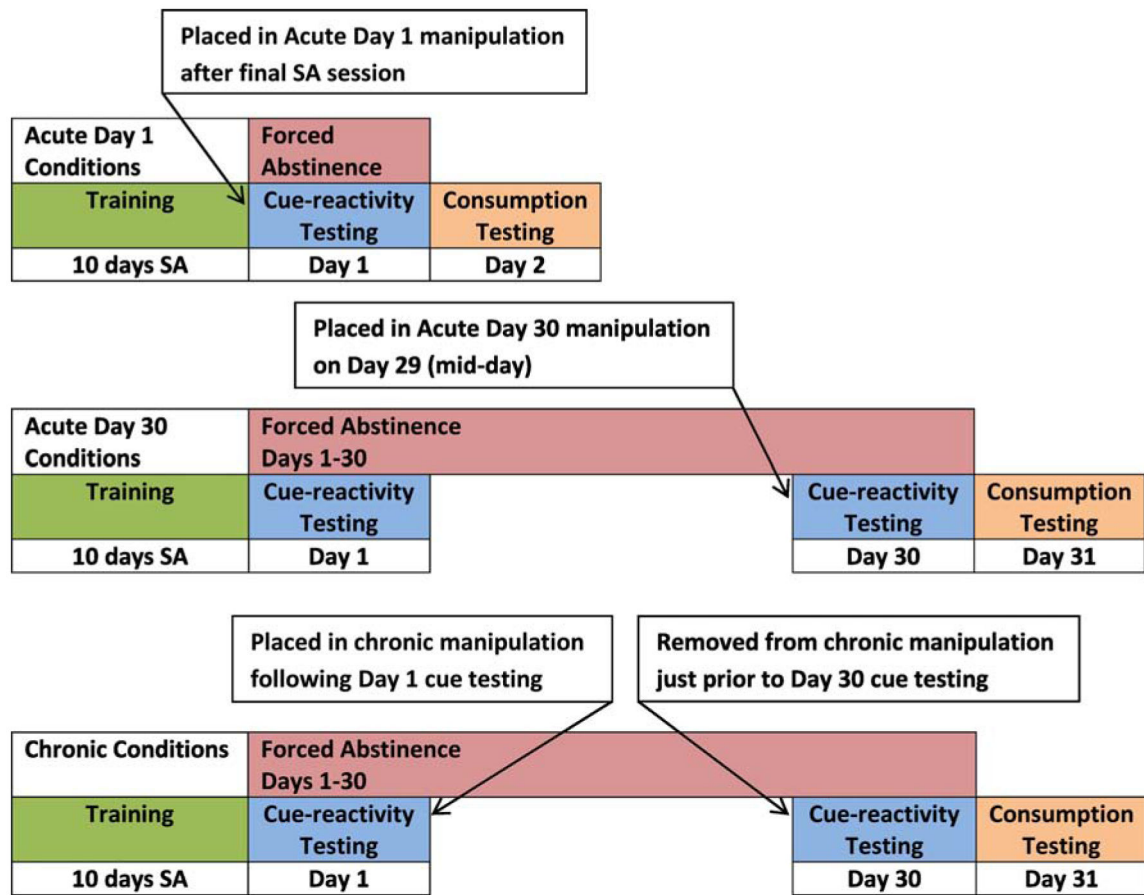 Placed in Acute Day 1 manipulation
after final SA session
Acute Day 1
Conditions
Forced
Abstinence
Training
Cue-reactivity
Testing
Consumption
Testing
10 days SA
Day 1
Day 2
Placed in Acute Day 30 manipulation
on Day 29 (mid-day)
Acute Day 30
Conditions
Forced Abstinence
Days 1-30
Training
Cue-reactivity
Testing
Cue-reactivity
Testing
Consumption
Testing
10 days SA
Day 1
Day 30
Day 31
Placed in chronic manipulation
following Day 1 cue testing
Removed from chronic manipulation
just prior to Day 30 cue testing
Chronic Conditions
Forced Abstinence
Days 1-30
Training
Cue-reactivity
Testing
Cue-reactivity
Testing
Consumption
Testing
10 days SA
Day 1
Day 30
Day 31